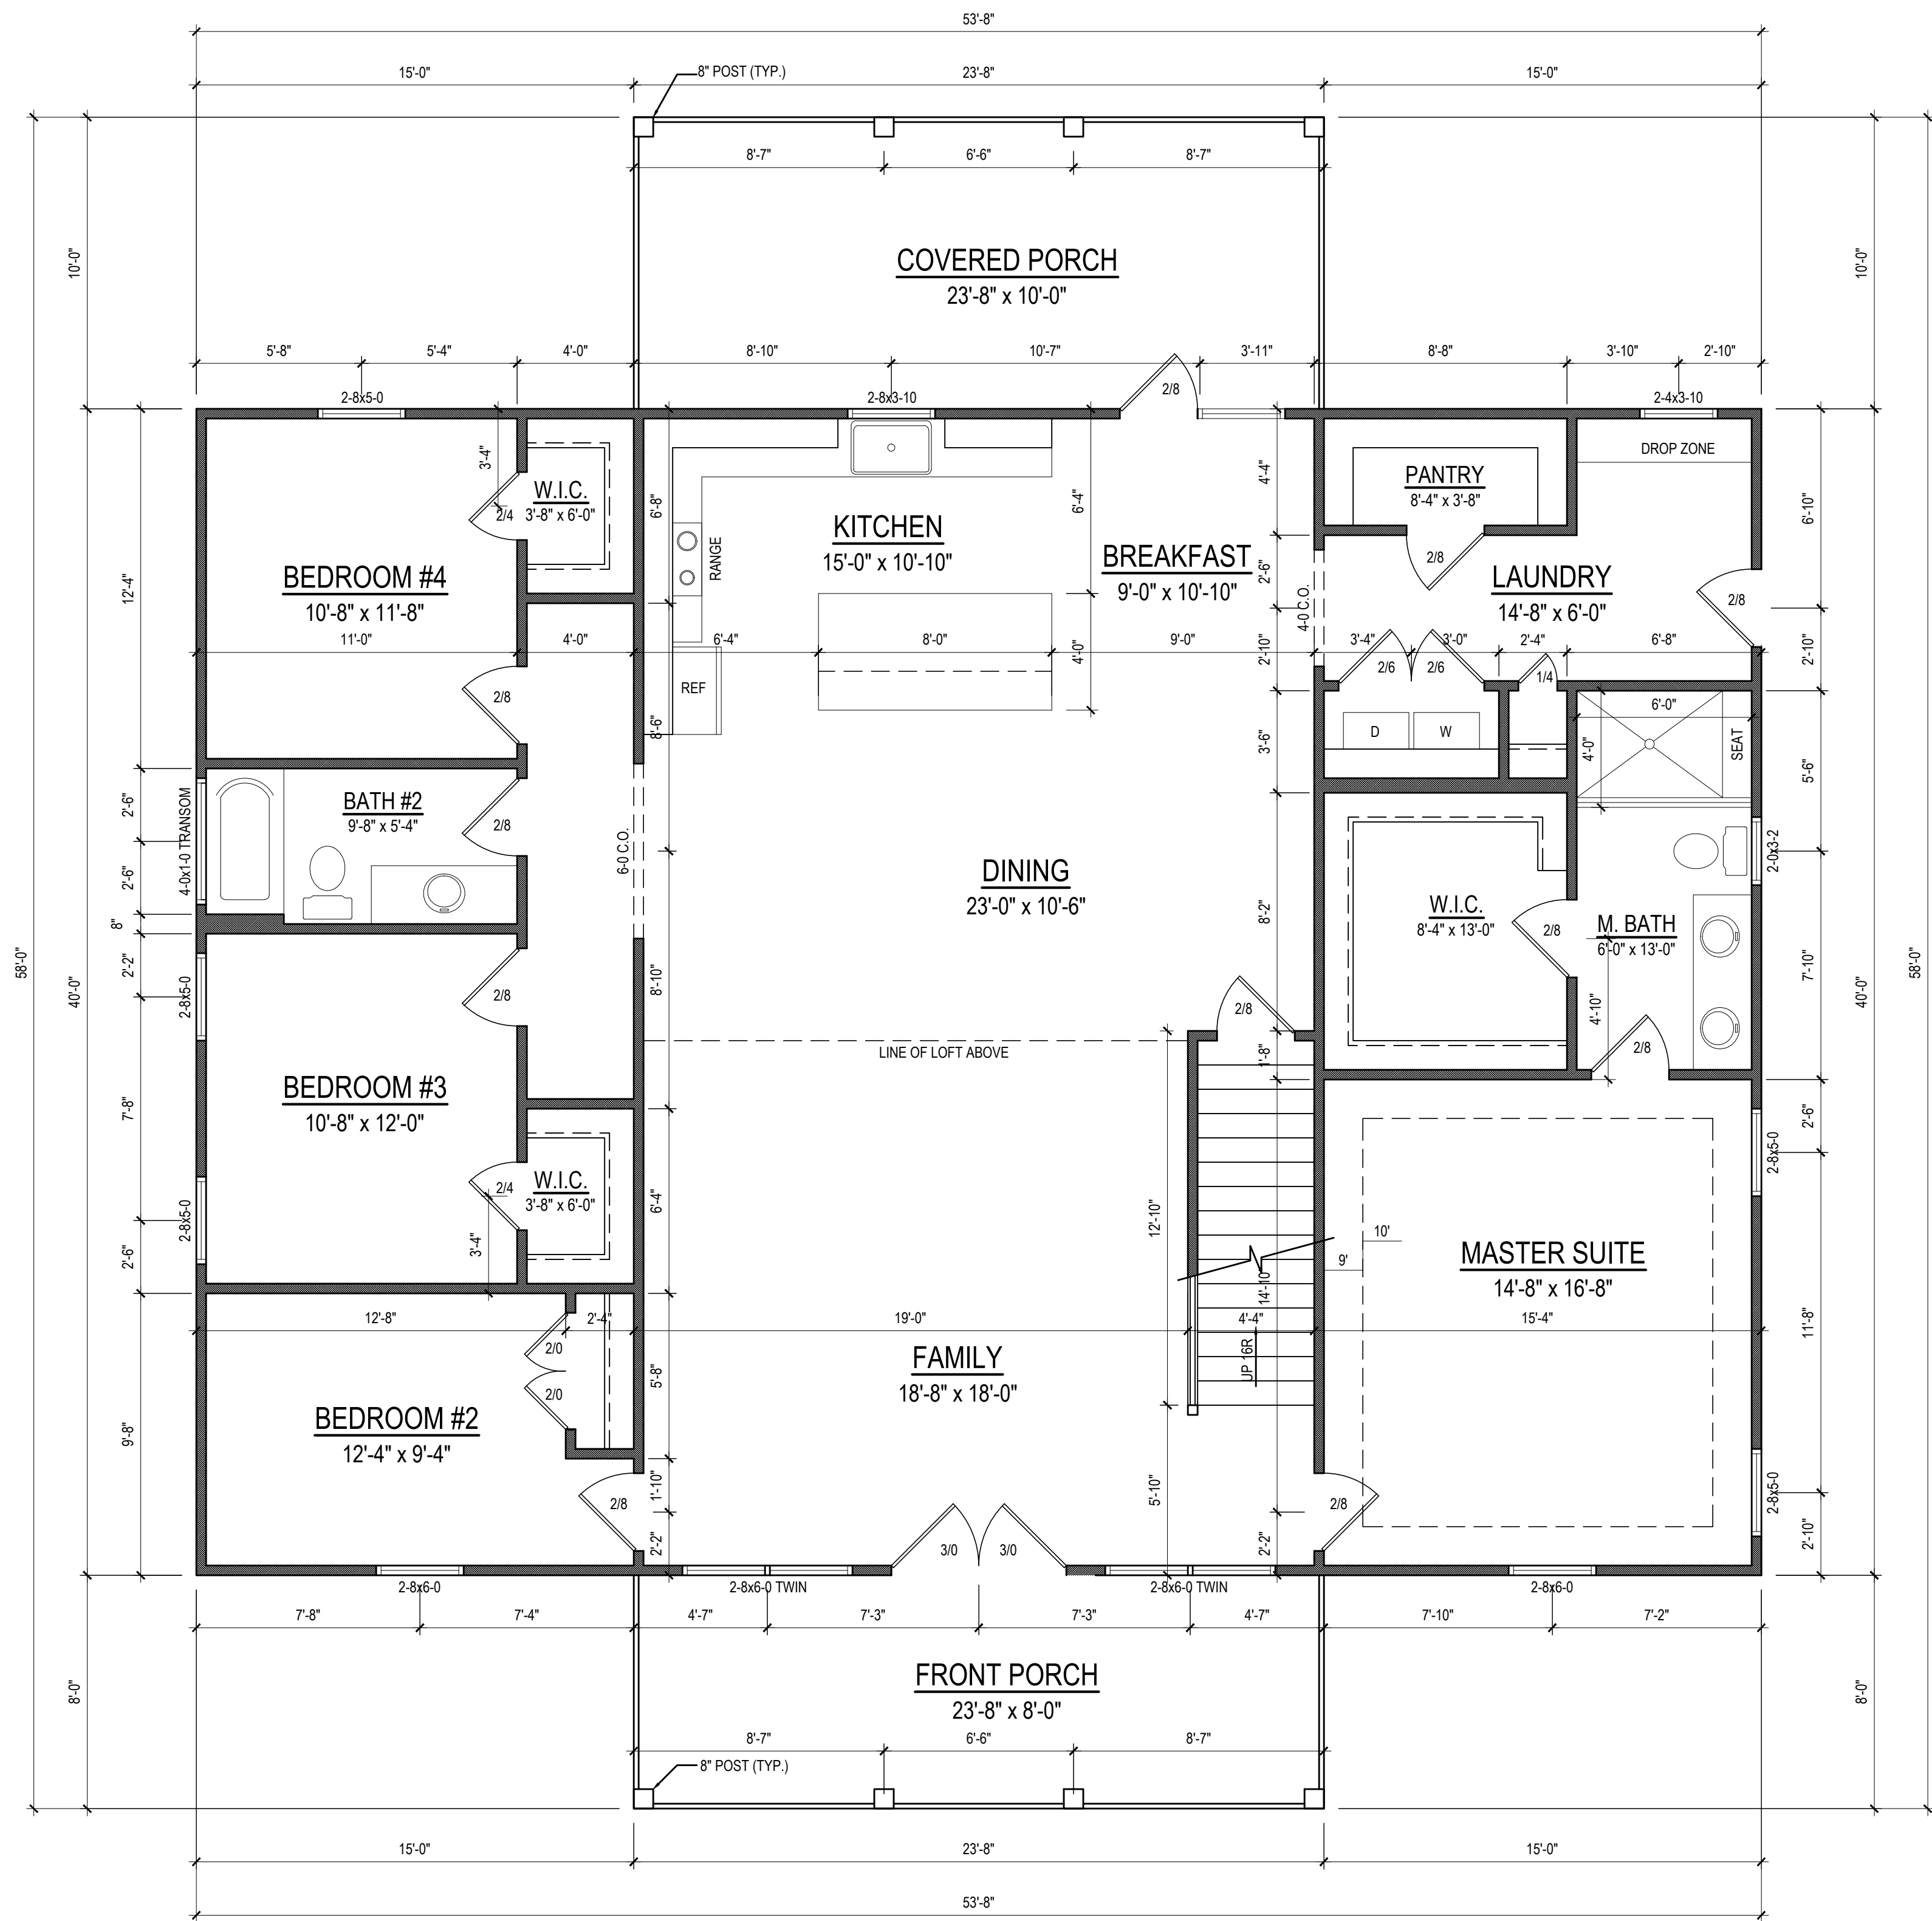 53'-8"
15'-0"
8" POST (TYP.)
23'-8"
15'-0"
8'-7"
6'-6"
8'-7"
10'-0"
COVERED PORCH
23'-8" x 10'-0"
10'-0"
5'-8"
5'-4"
4'-0"
8'-10"
10'-7"
3'-11"
8'-8"
3'-10"
2'-10"
2/8
2-8x5-0
2-8x3-10
2-4x3-10
3'-4"
W.I.C.
3'-8" x 6'-0"
2/4
6'-8"
KITCHEN
15'-0" x 10'-10"
RANGE
6'-4"
BREAKFAST
9'-0" x 10'-10"
4'-4"
2'-6"
4-0 C.O.
2'-10"
PANTRY
8'-4" x 3'-8"
DROP ZONE
2/8
LAUNDRY
14'-8" x 6'-0"
2/8
6'-10"
2'-10"
12'-4"
BEDROOM #4
10'-8" x 11'-8"
11'-0"
4'-0"
6'-4"
8'-0"
4'-0"
9'-0"
3'-4"
3'-0"
2'-4"
6'-8"
2/6
2/6
1/4
2/8
REF
8'-6"
3'-6"
D
W
6'-0"
4'-0"
SEAT
5'-6"
4-0x1-0 TRANSOM
2'-6"
2'-6"
8"
BATH #2
9'-8" x 5'-4"
2/8
6-0 C.O.
DINING
23'-0" x 10'-6"
8'-2"
W.I.C.
8'-4" x 13'-0"
2/8
M. BATH
6'-0" x 13'-0"
2-0x3-2
7'-10"
4'-10"
2/8
58'-0"
40'-0"
2'-2"
2-8x5-0
2/8
8'-10"
2/8
40'-0"
58'-0"
LINE OF LOFT ABOVE
1'-8"
7'-8"
BEDROOM #3
10'-8" x 12'-0"
2-8x5-0
2'-6"
2/4
W.I.C.
3'-8" x 6'-0"
3'-4"
6'-4"
12'-10"
14'-10"
10'
9'
MASTER SUITE
14'-8" x 16'-8"
2'-6"
2-8x5-0
11'-8"
12'-8"
2'-4"
19'-0"
4'-4"
15'-4"
UP 16R
2/0
2/0
5'-8"
FAMILY
18'-8" x 18'-0"
9'-8"
BEDROOM #2
12'-4" x 9'-4"
2/8
1'-10"
2'-2"
5'-10"
2'-2"
2/8
2-8x5-0
2'-10"
3/0
3/0
2-8x6-0
2-8x6-0 TWIN
2-8x6-0 TWIN
2-8x6-0
7'-8"
7'-4"
4'-7"
7'-3"
7'-3"
4'-7"
7'-10"
7'-2"
8'-0"
FRONT PORCH
23'-8" x 8'-0"
8'-0"
8'-7"
6'-6"
8'-7"
8" POST (TYP.)
15'-0"
23'-8"
15'-0"
53'-8"